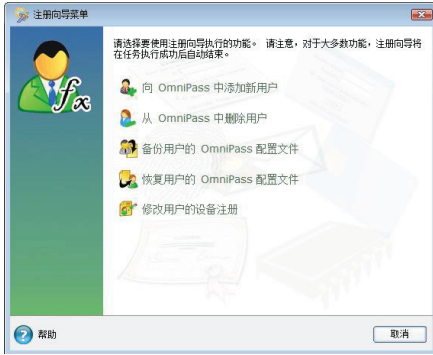 注册向导菜单
fx
请选择要使用注册向导执行的功能。 请注意，对于大多数功能，注册向导将
在任务执行成功后自动结束。
向 OmniPass 中添加新用户
从 OmniPass 中删除用户
备份用户的 OmniPass 配置文件
恢复用户的 OmniPass 配置文件
修改用户的设备注册
帮助
取消